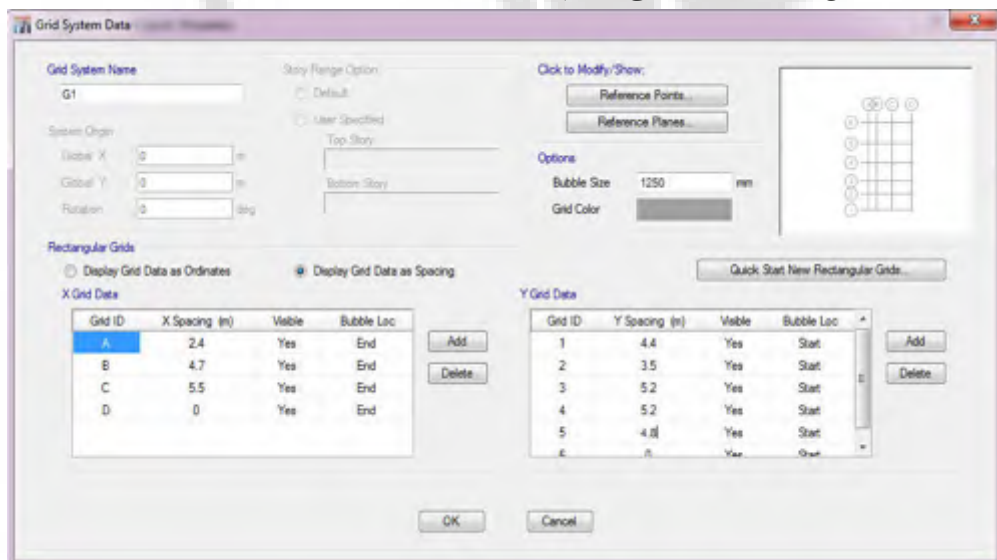 Grid System Data
Grid System Name
G1
System Origin
Global X 0 m
Global Y 0 m
Rotation 0 deg
Story Range Option
Default
User Specified
Top Story
Bottom Story
Click to Modify/Show:
Reference Points...
Reference Planes...
Options
Bubble Size 1250 mm
Grid Color
Rectangular Grids
Display Grid Data as Ordinates Display Grid Data as Spacing
Quick Start New Rectangular Grids...
X Grid Data
Grid ID X Spacing (m) Visible Bubble Loc
A 2.4 Yes End
B 4.7 Yes End
C 5.5 Yes End
D 0 Yes End
Add
Delete
Y Grid Data
Grid ID Y Spacing (m) Visible Bubble Loc
1 4.4 Yes Start
2 3.5 Yes Start
3 5.2 Yes Start
4 5.2 Yes Start
5 4.8 Yes Start
6 0 Yes Start
Add
Delete
OK
Cancel